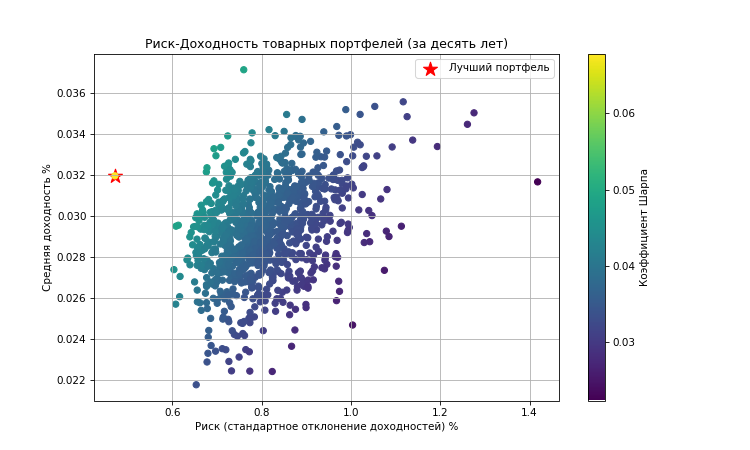 Риск-Доходность товарных портфелей (за десять лет)
Лучший портфель
Средняя доходность %
0.036
0.034
0.032
0.030
0.028
0.026
0.024
0.022
0.6 0.8 1.0 1.2 1.4
Риск (стандартное отклонение доходностей) %
0.06
0.05
0.04
0.03
Коэффициент Шарпа